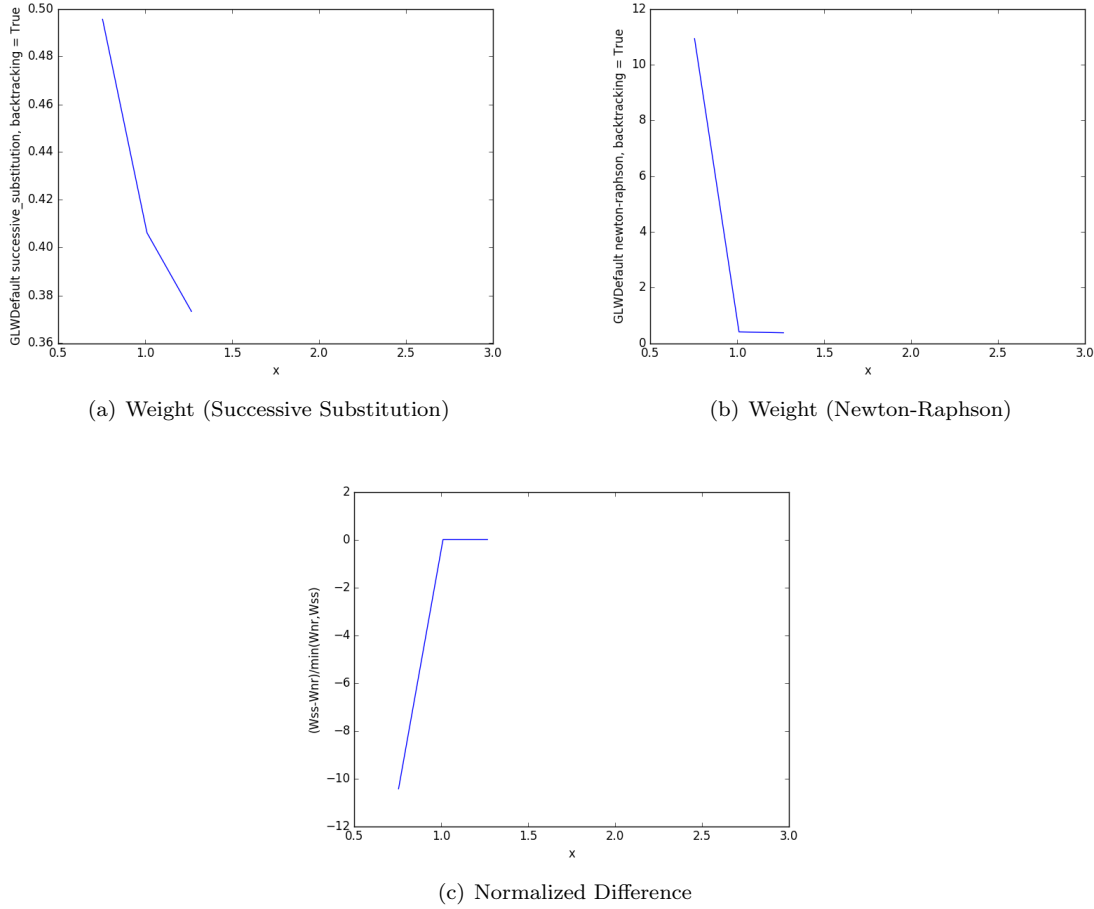 GLWDefault successive_substitution, backtracking = True
0.50
0.48
0.46
0.44
0.42
0.40
0.38
0.36
0.5 1.0 1.5 2.0 2.5 3.0
x
(a) Weight (Successive Substitution)
GLWDefault newton-raphson, backtracking = True
12
10
8
6
4
2
0
0.5 1.0 1.5 2.0 2.5 3.0
x
(b) Weight (Newton-Raphson)
(Wss-Wnr)/min(Wnr,Wss)
2
0
−2
−4
−6
−8
−10
−12
0.5 1.0 1.5 2.0 2.5 3.0
x
(c) Normalized Difference